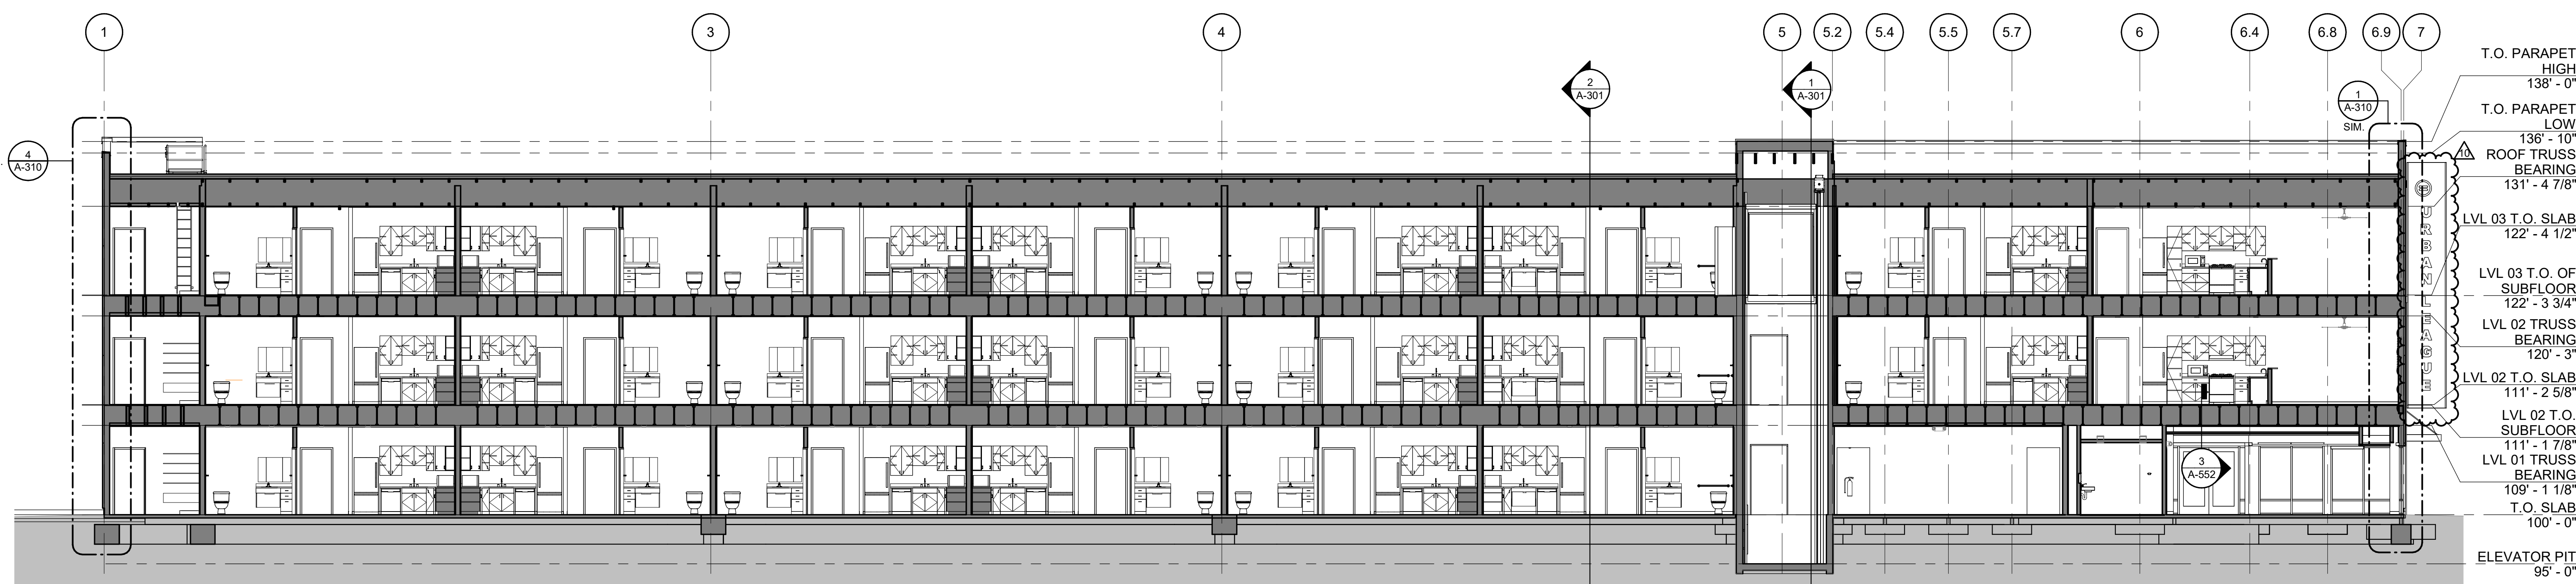 1
3
4
5
5.2
5.4
5.5
5.7
6
6.4
6.8
6.9
7
2
A-301
1
A-301
1
A-310
SIM.
4
A-310
10
3
A-552
URBAN LEAGUE
T.O. PARAPET
HIGH
138' - 0"
T.O. PARAPET
LOW
136' - 10"
ROOF TRUSS
BEARING
131' - 4 7/8"
LVL 03 T.O. SLAB
122' - 4 1/2"
LVL 03 T.O. OF
SUBFLOOR
122' - 3 3/4"
LVL 02 TRUSS
BEARING
120' - 3"
LVL 02 T.O. SLAB
111' - 2 5/8"
LVL 02 T.O.
SUBFLOOR
111' - 1 7/8"
LVL 01 TRUSS
BEARING
109' - 1 1/8"
T.O. SLAB
100' - 0"
ELEVATOR PIT
95' - 0"